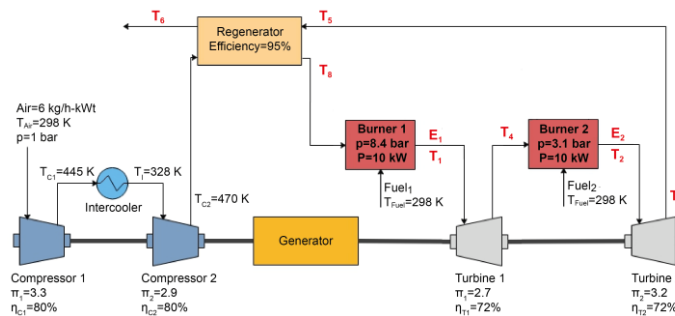 T6
T5
Regenerator
Efficiency=95%
T8
Air=6 kg/h-kWt
TAir=298 K
p=1 bar
Burner 1
p=8.4 bar
P=10 kW
E1
T1
T4
Burner 2
p=3.1 bar
P=10 kW
E2
T2
TC1=445 K
TI=328 K
Intercooler
TC2=470 K
Fuel1
TFuel=298 K
Fuel2
TFuel=298 K
T
Generator
Compressor 1
π1=3.3
ηC1=80%
Compressor 2
π2=2.9
ηC2=80%
Turbine 1
π1=2.7
ηT1=72%
Turbine
π2=3.2
ηT2=72%